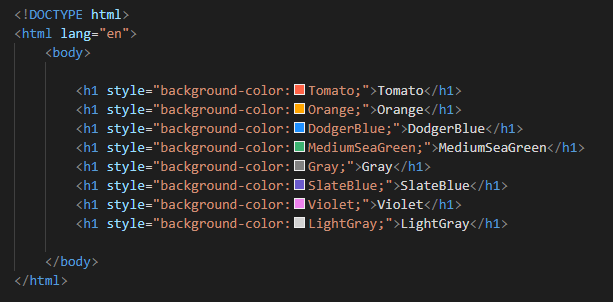 <!DOCTYPE html>
<html lang="en">
<body>
<h1 style="background-color:Tomato;">Tomato</h1>
<h1 style="background-color:Orange;">Orange</h1>
<h1 style="background-color:DodgerBlue;">DodgerBlue</h1>
<h1 style="background-color:MediumSeaGreen;">MediumSeaGreen</h1>
<h1 style="background-color:Gray;">Gray</h1>
<h1 style="background-color:SlateBlue;">SlateBlue</h1>
<h1 style="background-color:Violet;">Violet</h1>
<h1 style="background-color:LightGray;">LightGray</h1>
</body>
</html>